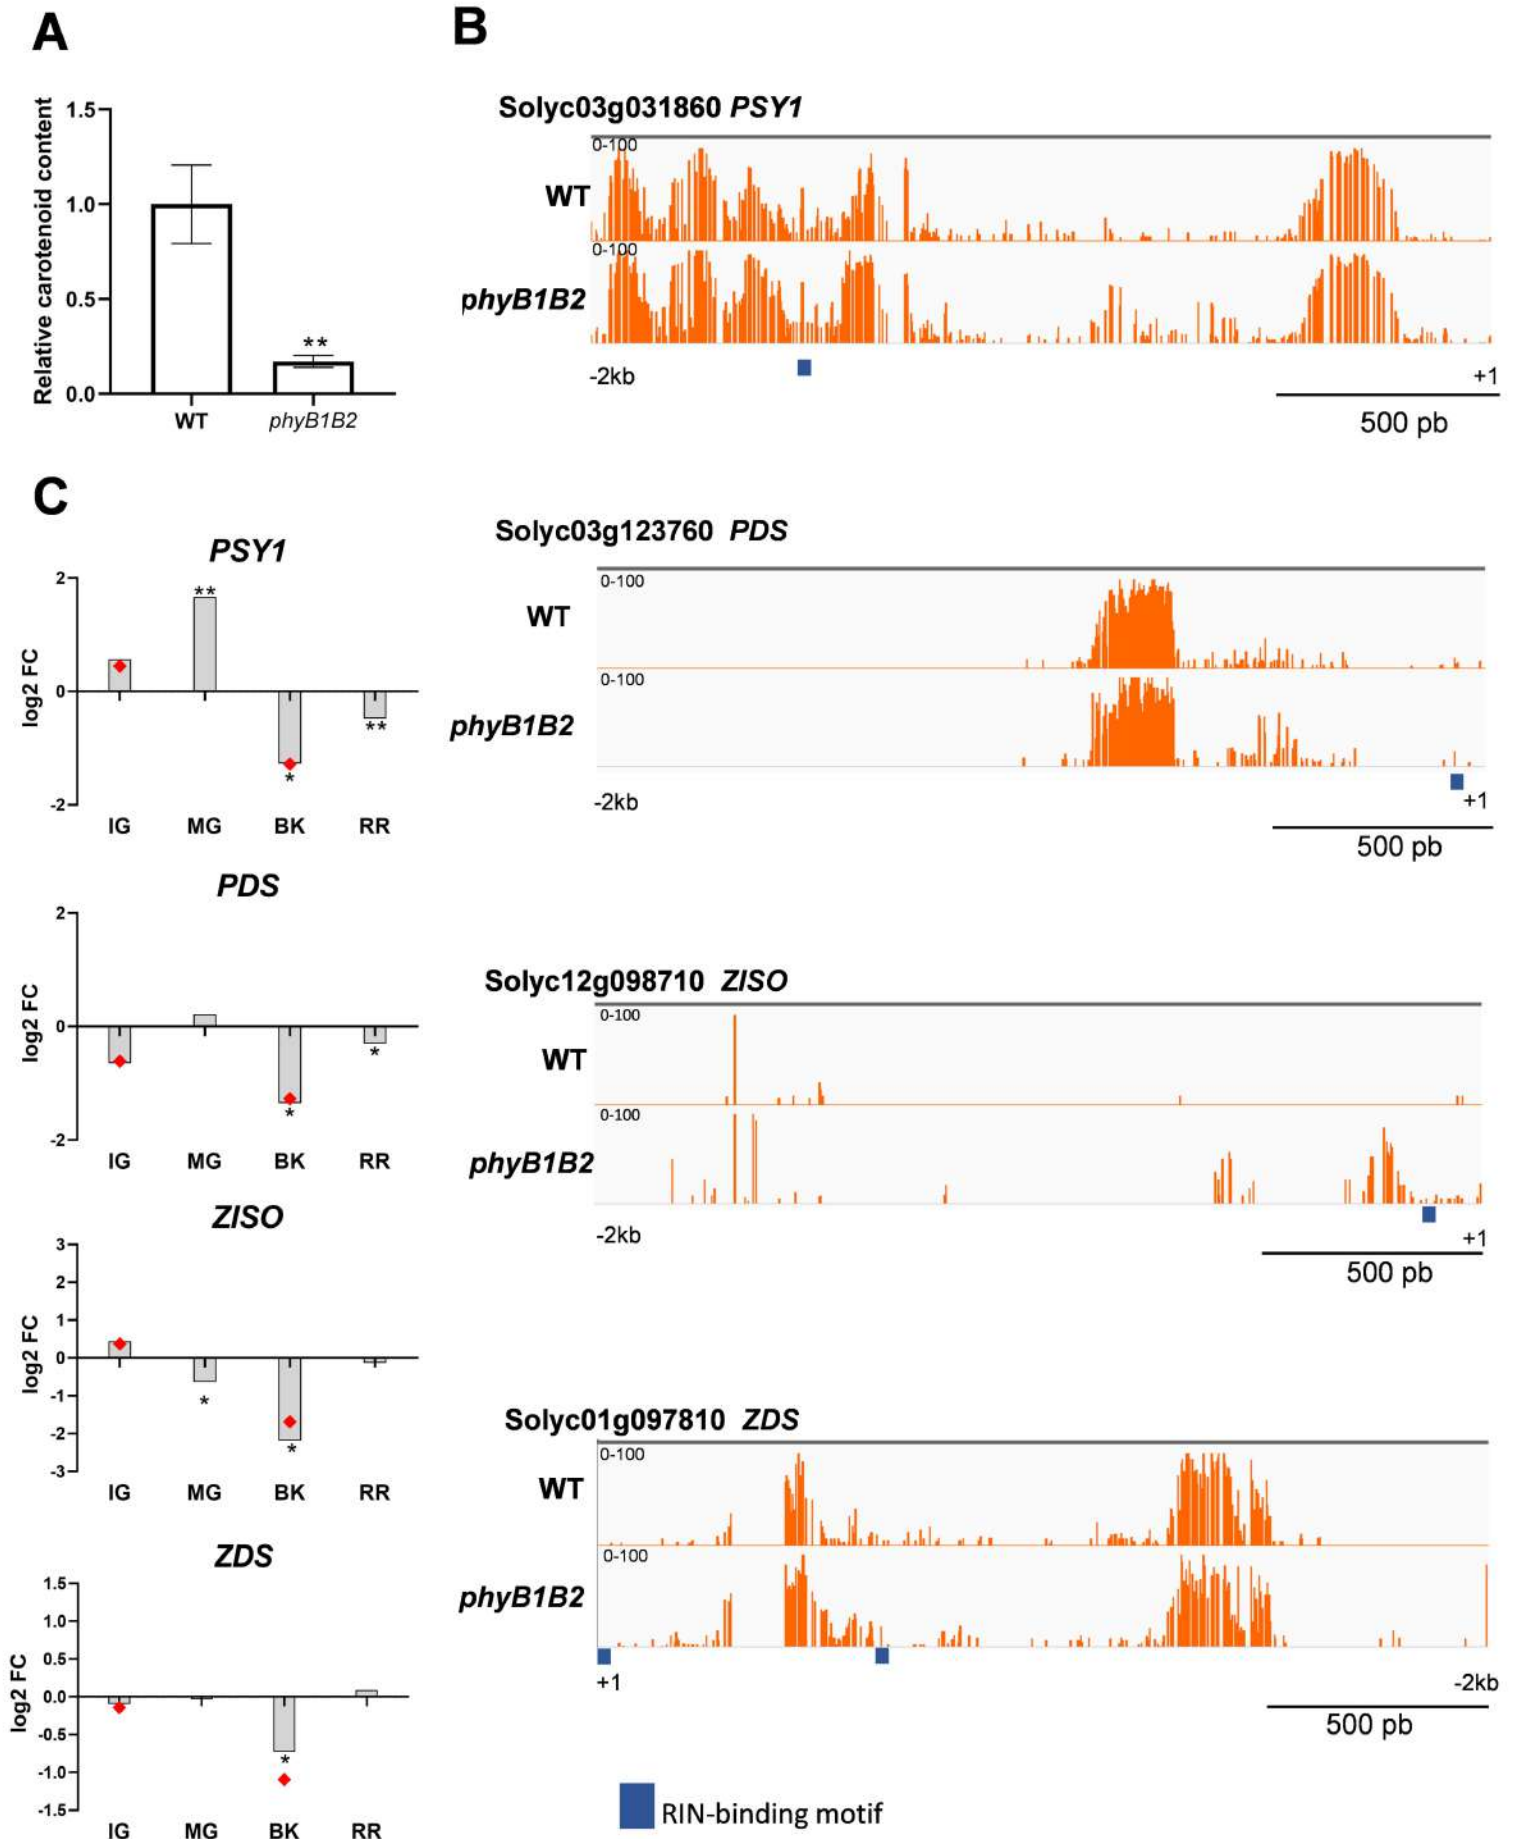 A
Relative carotenoid content
1.5
1.0
0.5
0.0
**
WT
phyB1B2
B
Solyc03g031860 PSY1
0-100
WT
0-100
phyB1B2
-2kb
+1
500 pb
Solyc03g123760 PDS
0-100
WT
0-100
phyB1B2
-2kb
+1
500 pb
Solyc12g098710 ZISO
0-100
WT
0-100
phyB1B2
-2kb
+1
500 pb
Solyc01g097810 ZDS
0-100
WT
0-100
phyB1B2
+1
-2kb
500 pb
RIN-binding motif
C
PSY1
log2 FC
2
0
-2
**
*
**
IG MG BK RR
PDS
log2 FC
2
0
-2
*
*
IG MG BK RR
ZISO
log2 FC
3
2
1
0
-1
-2
-3
*
*
IG MG BK RR
ZDS
log2 FC
1.5
1.0
0.5
0.0
-0.5
-1.0
-1.5
*
IG MG BK RR